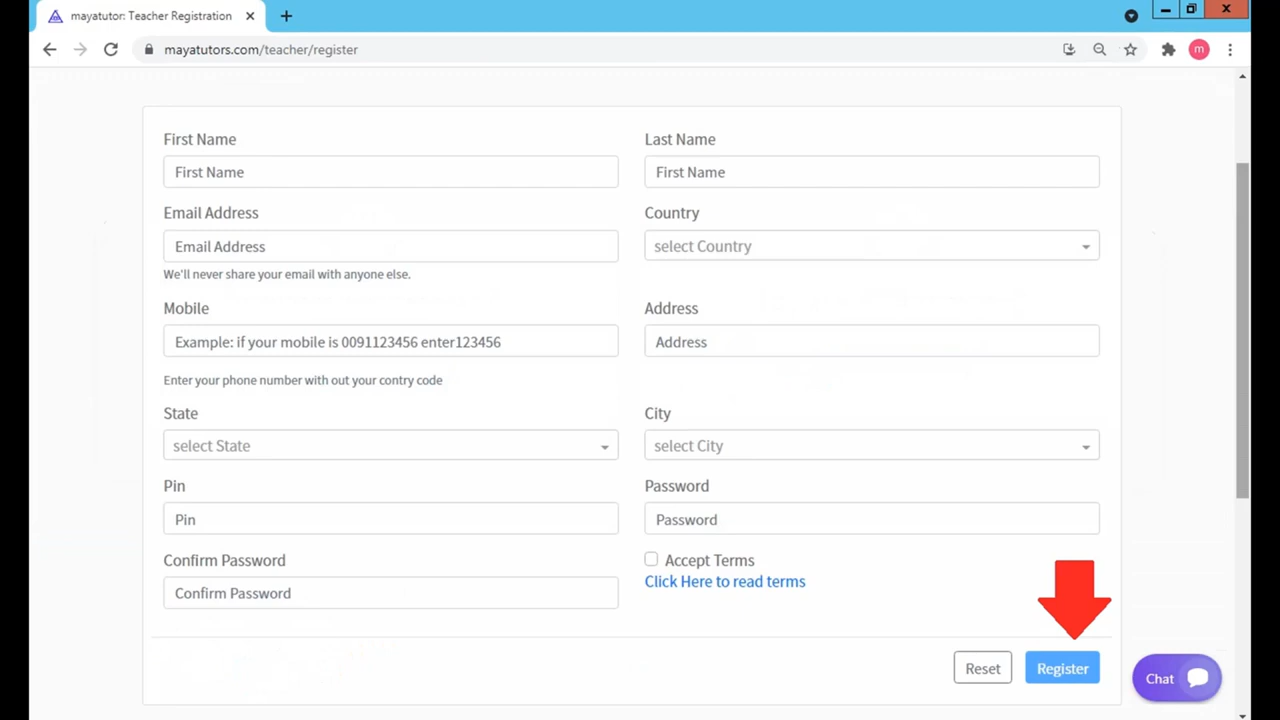 mayatutor: Teacher Registration
mayatutors.com/teacher/register
m
First Name
Last Name
First Name
First Name
Email Address
Country
Email Address
select Country
We'll never share your email with anyone else.
Mobile
Address
Example: if your mobile is 0091123456 enter123456
Address
Enter your phone number with out your contry code
State
City
select State
select City
Pin
Password
Pin
Password
Confirm Password
Accept Terms
Click Here to read terms
Confirm Password
Reset
Register
Chat